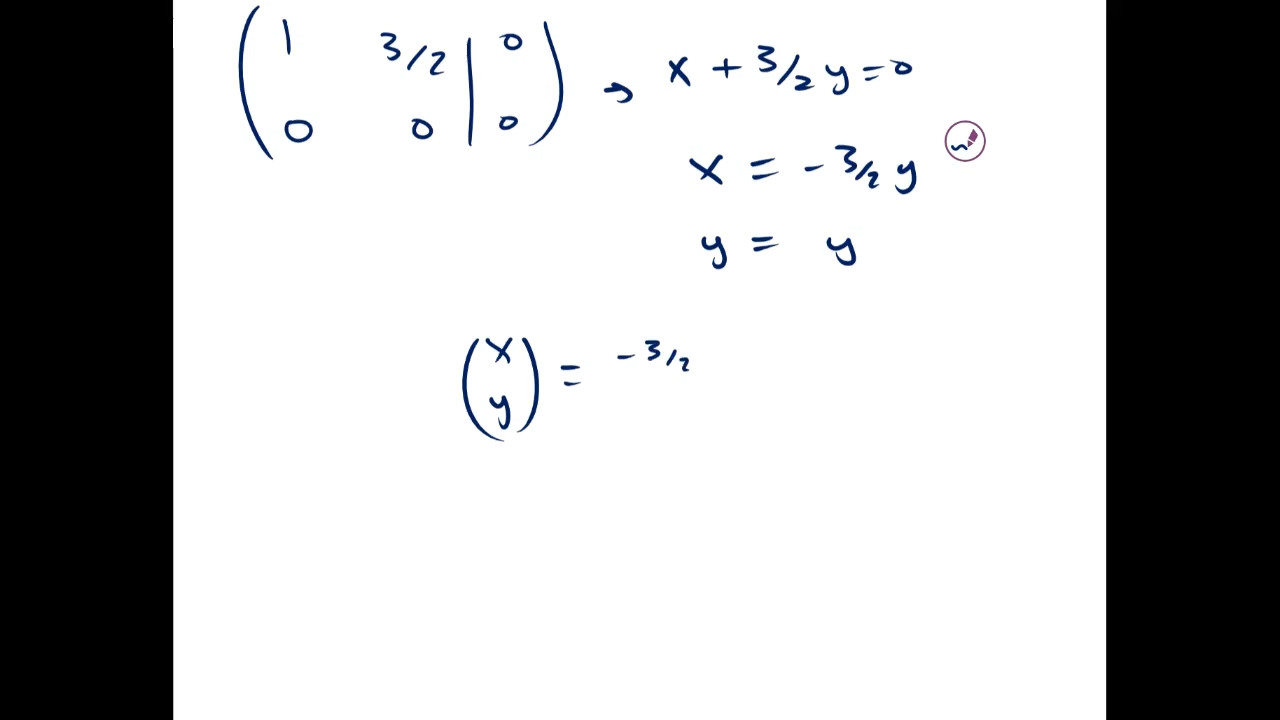 ( 1 3/2 | 0 ) → x + 3/2 y = 0
( 0 0 | 0 )
x = - 3/2 y
y = y
( x ) = - 3/2
( y )